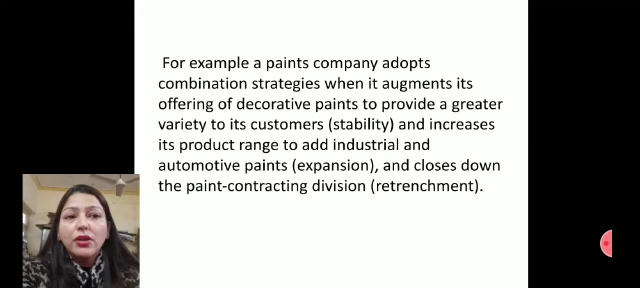 For example a paints company adopts
combination strategies when it augments its
offering of decorative paints to provide a greater
variety to its customers (stability) and increases
its product range to add industrial and
automotive paints (expansion), and closes down
the paint-contracting division (retrenchment).